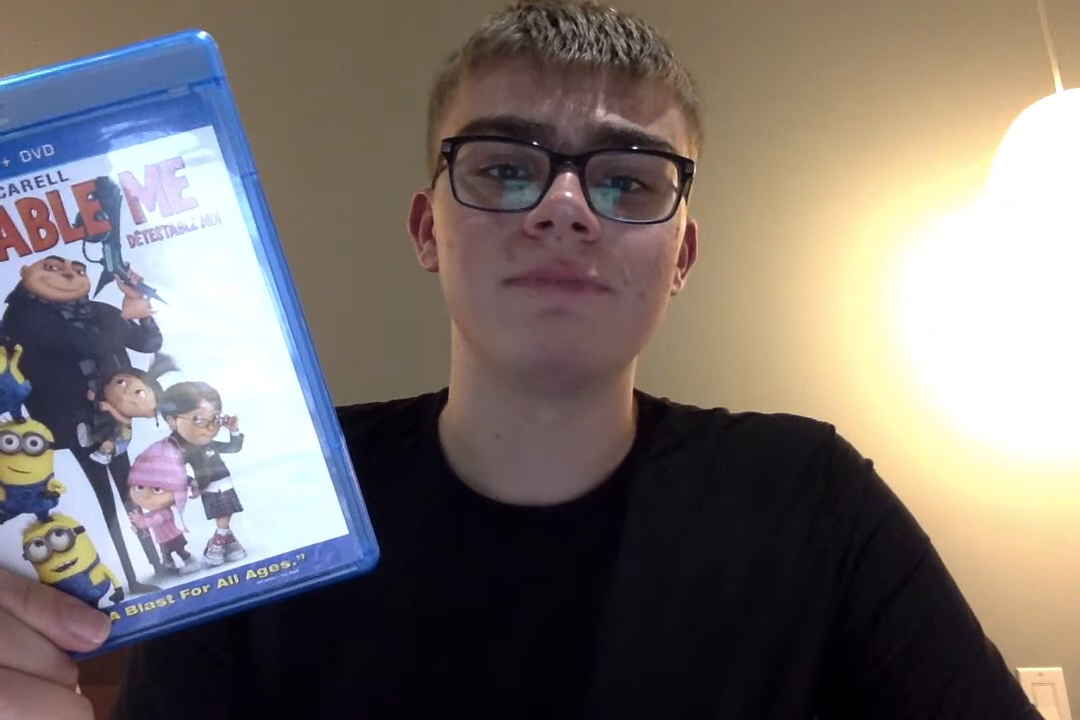 + DVD
CARELL
ABLE ME
DÉTESTABLE MOI
"A Blast For All Ages."